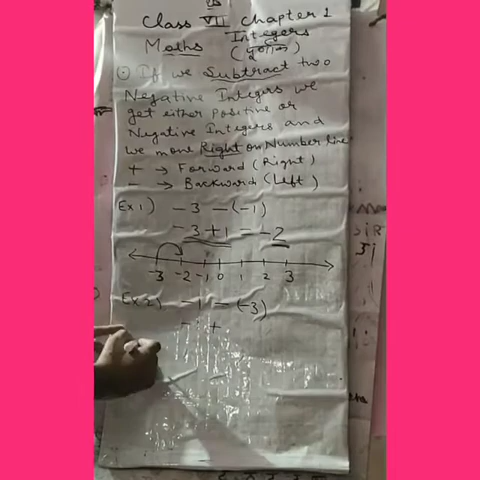 Class VII Chapter 1
Maths Integers
(पूर्णांक)
If we Subtract two
Negative Integers we
get either Positive or
Negative Integers and
we move Right on Number line
+ → Forward (Right)
- → Backward (Left)
Ex 1) -3 - (-1)
-3 + 1 = -2
-3 -2 -1 0 1 2 3
Ex 2) -1 - (-3)
-1 +